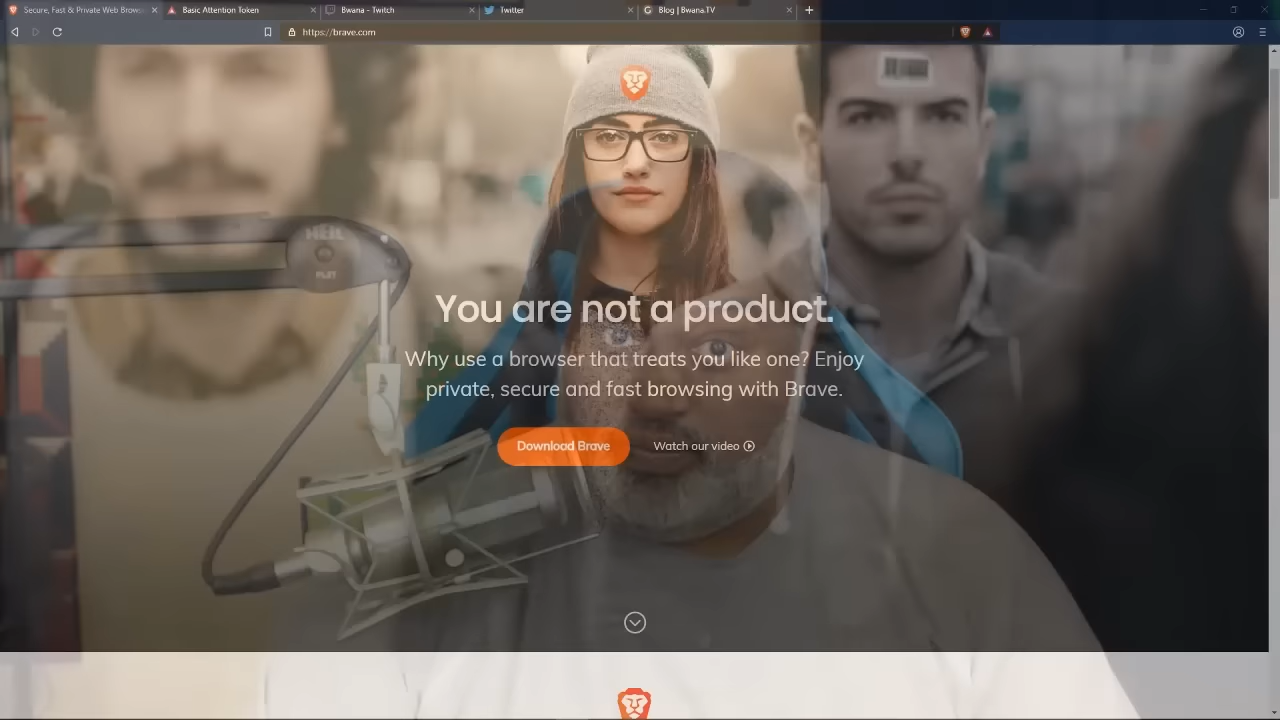 Secure, Fast & Private Web Brows
Basic Attention Token
Bwana - Twitch
Twitter
Blog | Bwana.TV
https://brave.com
HEIL
PL2T
You are not a product.
Why use a browser that treats you like one? Enjoy
private, secure and fast browsing with Brave.
Download Brave
Watch our video